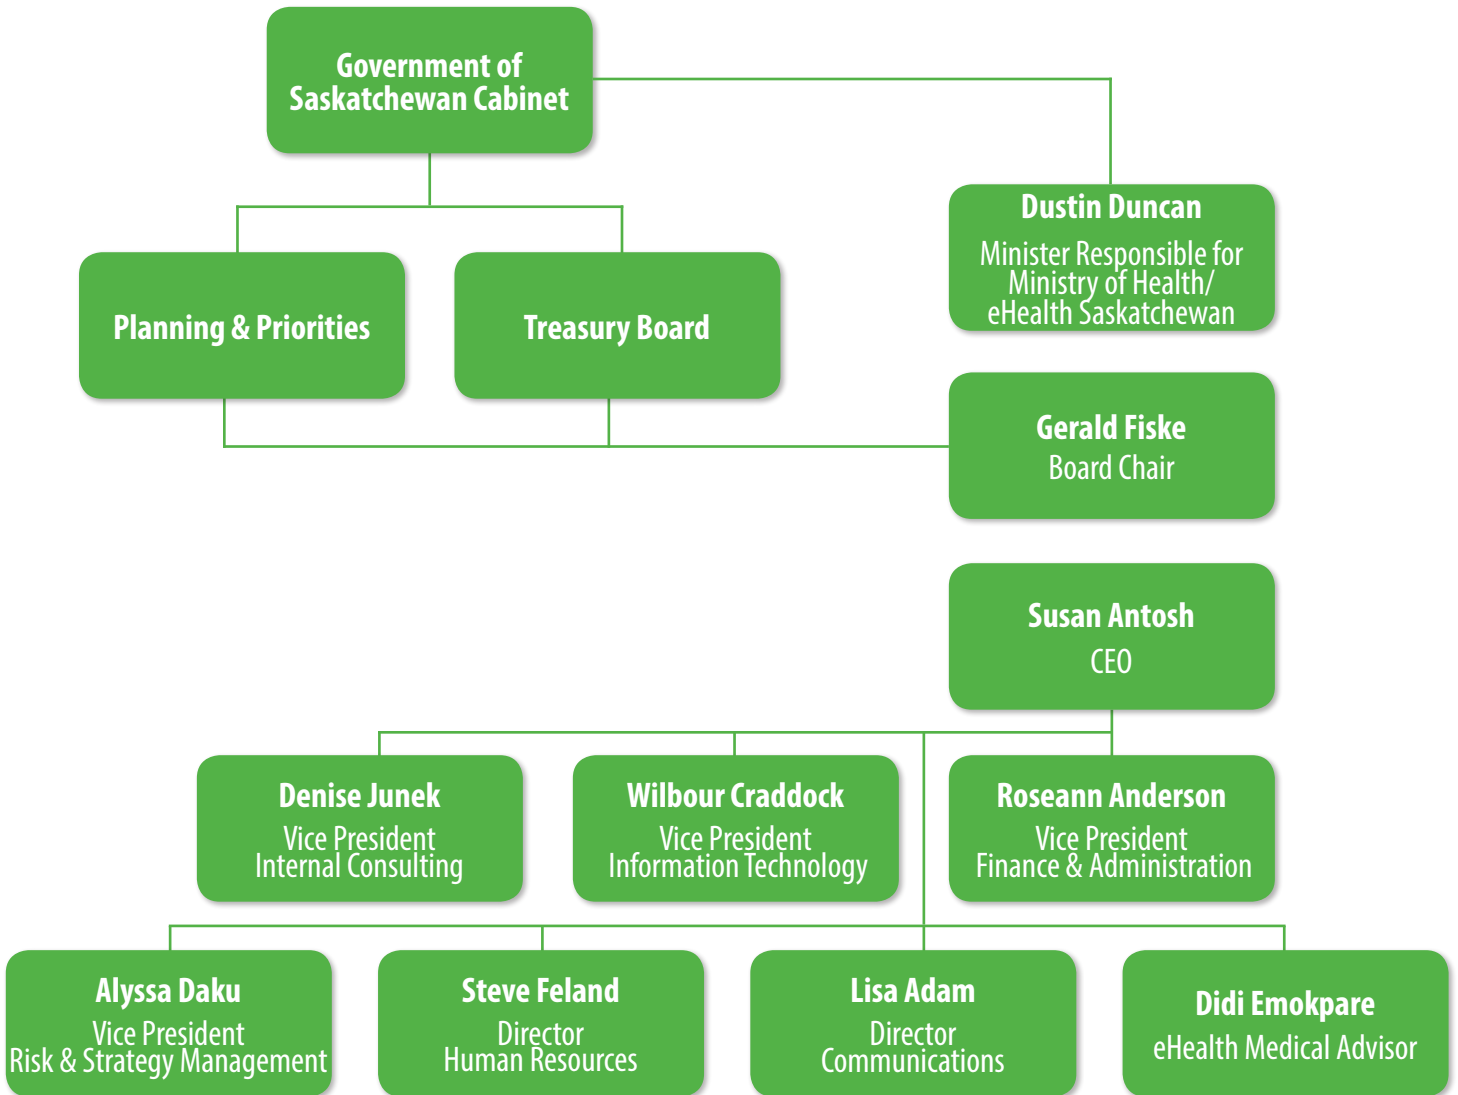 Government of
Saskatchewan Cabinet
Dustin Duncan
Minister Responsible for
Ministry of Health/
eHealth Saskatchewan
Planning & Priorities
Treasury Board
Gerald Fiske
Board Chair
Susan Antosh
CEO
Denise Junek
Vice President
Internal Consulting
Wilbour Craddock
Vice President
Information Technology
Roseann Anderson
Vice President
Finance & Administration
Alyssa Daku
Vice President
Risk & Strategy Management
Steve Feland
Director
Human Resources
Lisa Adam
Director
Communications
Didi Emokpare
eHealth Medical Advisor